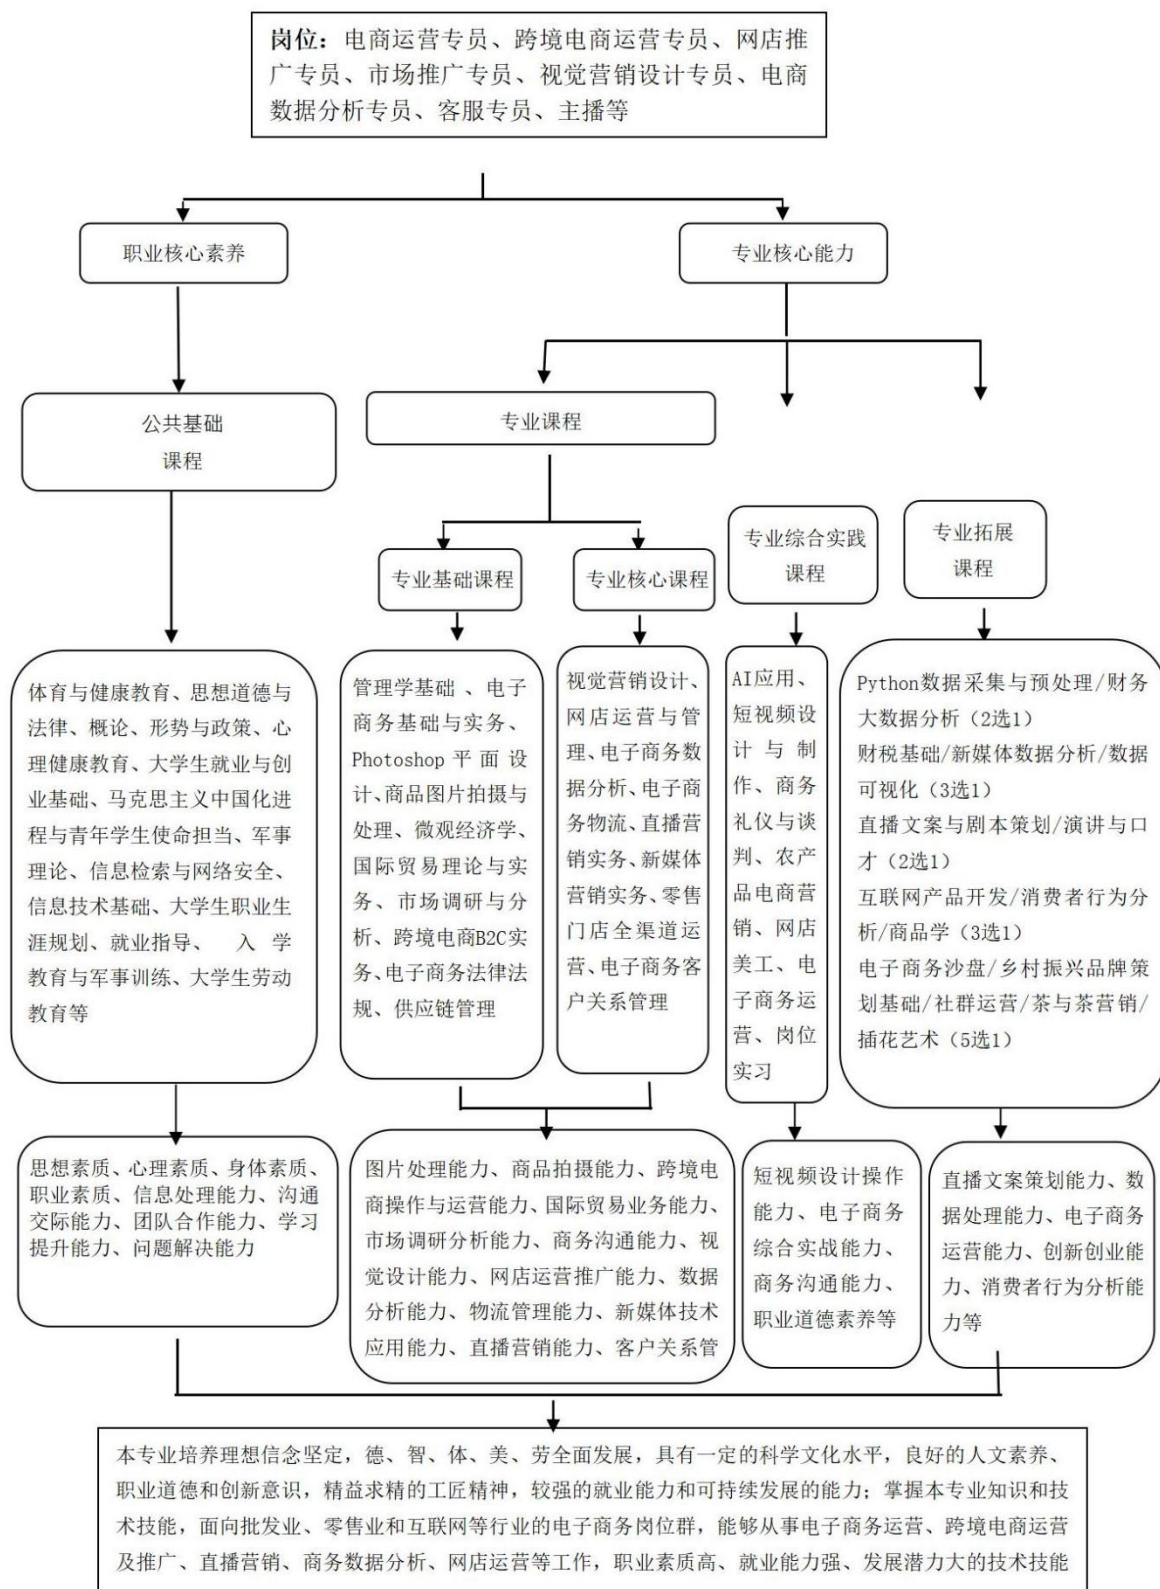 岗位：电商运营专员、跨境电商运营专员、网店推
广专员、市场推广专员、视觉营销设计专员、电商
数据分析专员、客服专员、主播等
职业核心素养
专业核心能力
公共基础
课程
专业课程
专业基础课程
专业核心课程
专业综合实践
课程
专业拓展
课程
体育与健康教育、思想道德与
法律、概论、形势与政策、心
理健康教育、大学生就业与创
业基础、马克思主义中国化进
程与青年学生使命担当、军事
理论、信息检索与网络安全、
信息技术基础、大学生职业生
涯规划、就业指导、 入 学
教育与军事训练、大学生劳动
教育等
管理学基础 、电子
商务基础与实务、
Photoshop 平 面 设
计、商品图片拍摄与
处理、微观经济学、
国际贸易理论与实
务、市场调研与分
析、跨境电商B2C实
务、电子商务法律法
规、供应链管理
视觉营销设计、
网店运营与管
理、电子商务数
据分析、电子商
务物流、直播营
销实务、新媒体
营销实务、零售
门店全渠道运
营、电子商务客
户关系管理
AI应用、
短视频设
计 与 制
作、商务
礼仪与谈
判、农产
品电商营
销、网店
美工、电
子商务运
营、岗位
实习
Python数据采集与预处理/财务
大数据分析（2选1）
财税基础/新媒体数据分析/数据
可视化（3选1）
直播文案与剧本策划/演讲与口
才（2选1）
互联网产品开发/消费者行为分
析/商品学（3选1）
电子商务沙盘/乡村振兴品牌策
划基础/社群运营/茶与茶营销/
插花艺术（5选1）
思想素质、心理素质、身体素质、
职业素质、信息处理能力、沟通
交际能力、团队合作能力、学习
提升能力、问题解决能力
图片处理能力、商品拍摄能力、跨境电
商操作与运营能力、国际贸易业务能力、
市场调研分析能力、商务沟通能力、视
觉设计能力、网店运营推广能力、数据
分析能力、物流管理能力、新媒体技术
应用能力、直播营销能力、客户关系管
短视频设计操作
能力、电子商务
综合实战能力、
商务沟通能力、
职业道德素养等
直播文案策划能力、数
据处理能力、电子商务
运营能力、创新创业能
力、消费者行为分析能
力等
本专业培养理想信念坚定，德、智、体、美、劳全面发展，具有一定的科学文化水平，良好的人文素养、
职业道德和创新意识，精益求精的工匠精神，较强的就业能力和可持续发展的能力；掌握本专业知识和技
术技能，面向批发业、零售业和互联网等行业的电子商务岗位群，能够从事电子商务运营、跨境电商运营
及推广、直播营销、商务数据分析、网店运营等工作，职业素质高、就业能力强、发展潜力大的技术技能